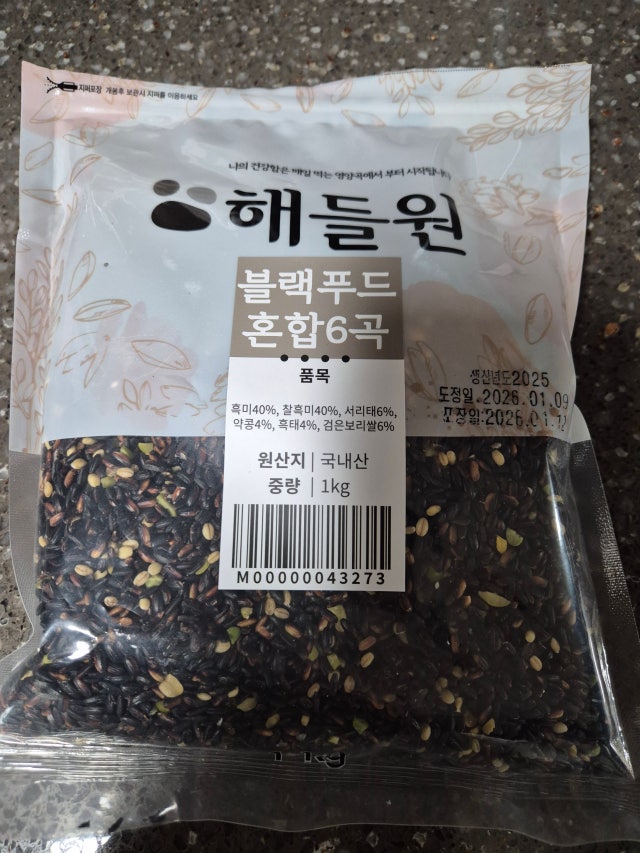 지퍼포장 개봉후 보관시 지퍼를 이용하세요
나의 건강함은 매일 먹는 영양곡에서 부터 시작됩니다
해들원
블랙푸드
혼합6곡
품목
흑미40%, 찰흑미40%, 서리태6%,
약콩4%, 흑태4%, 검은보리쌀6%
원산지 | 국내산
중량 | 1kg
M00000043273
생산년도2025
도정일.2026.01.09
포장일:2026.01.12
1 kg